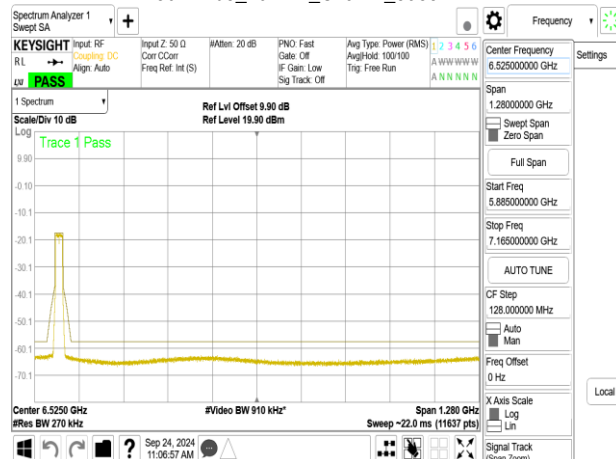 Spectrum Analyzer 1
Swept SA
+
Frequency
KEYSIGHT
RL
LXI
PASS
Input: RF
Coupling: DC
Align: Auto
Input Z: 50 Ω
Corr CCorr
Freq Ref: Int (S)
#Atten: 20 dB
PNO: Fast
Gate: Off
IF Gain: Low
Sig Track: Off
Avg Type: Power (RMS)
Avg|Hold: 100/100
Trig: Free Run
1 2 3 4 5 6
A W W W W W
A N N N N N
1 Spectrum
Scale/Div 10 dB
Ref Lvl Offset 9.90 dB
Ref Level 19.90 dBm
Log
Trace 1 Pass
9.90
-0.10
-10.1
-20.1
-30.1
-40.1
-50.1
-60.1
-70.1
Center 6.5250 GHz
#Res BW 270 kHz
#Video BW 910 kHz*
Span 1.280 GHz
Sweep ~22.0 ms (11637 pts)
Sep 24, 2024
11:06:57 AM
?
Center Frequency
6.525000000 GHz
Settings
Span
1.28000000 GHz
Swept Span
Zero Span
Full Span
Start Freq
5.885000000 GHz
Stop Freq
7.165000000 GHz
AUTO TUNE
CF Step
128.000000 MHz
Auto
Man
Freq Offset
0 Hz
X Axis Scale
Log
Lin
Local
Signal Track
(Span Zoom)